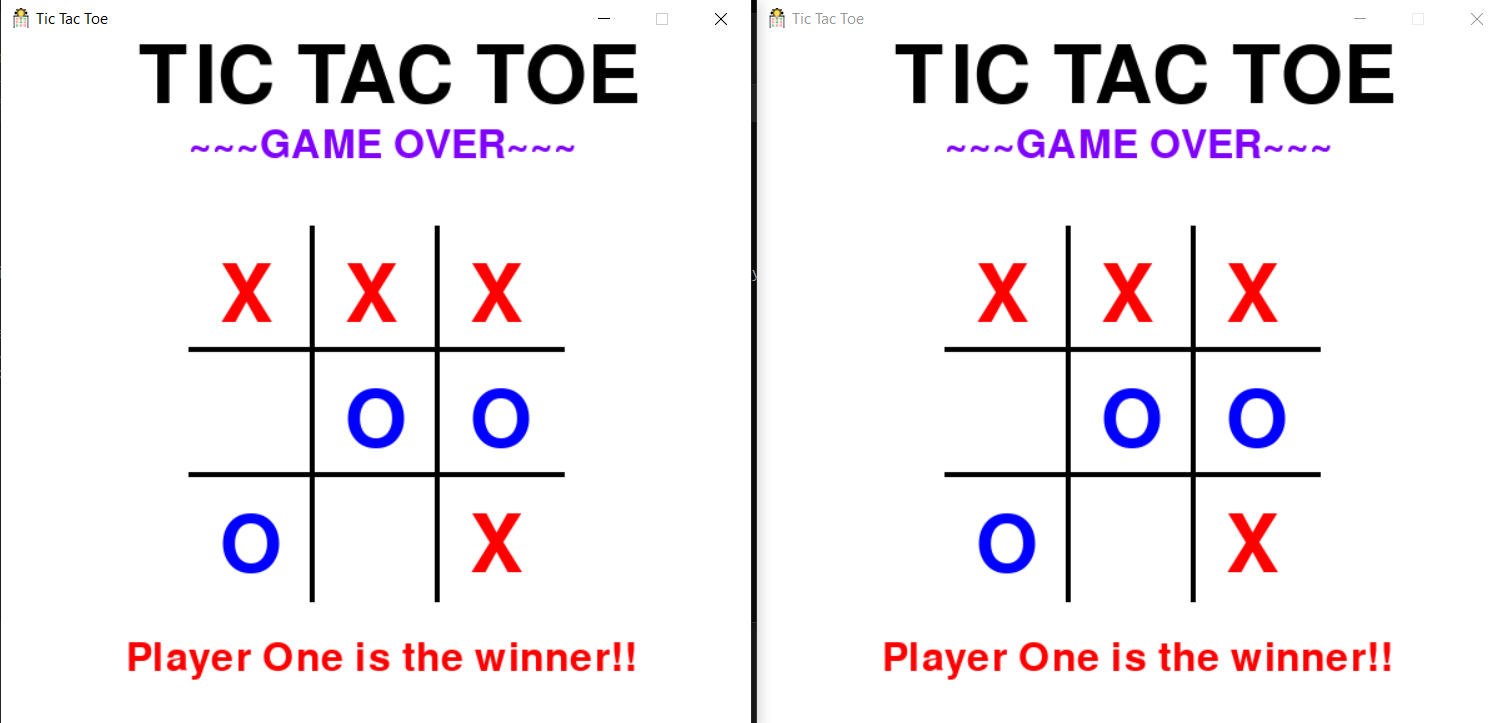 Tic Tac Toe
TIC TAC TOE
~~~GAME OVER~~~
X X X
O O
O X
Player One is the winner!!
Tic Tac Toe
TIC TAC TOE
~~~GAME OVER~~~
X X X
O O
O X
Player One is the winner!!